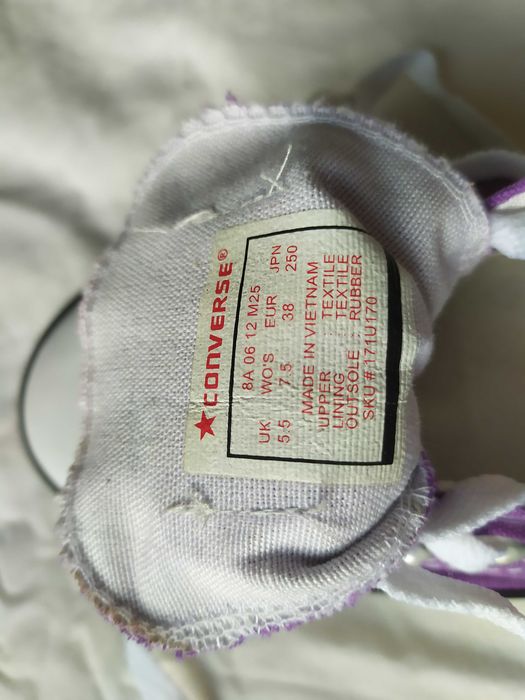 ★CONVERSE®
8A 06 12 M25
UK WO'S EUR JPN
5.5 7.5 38 250
MADE IN VIETNAM
UPPER : TEXTILE
LINING : TEXTILE
OUTSOLE : RUBBER
SKU # 171U170